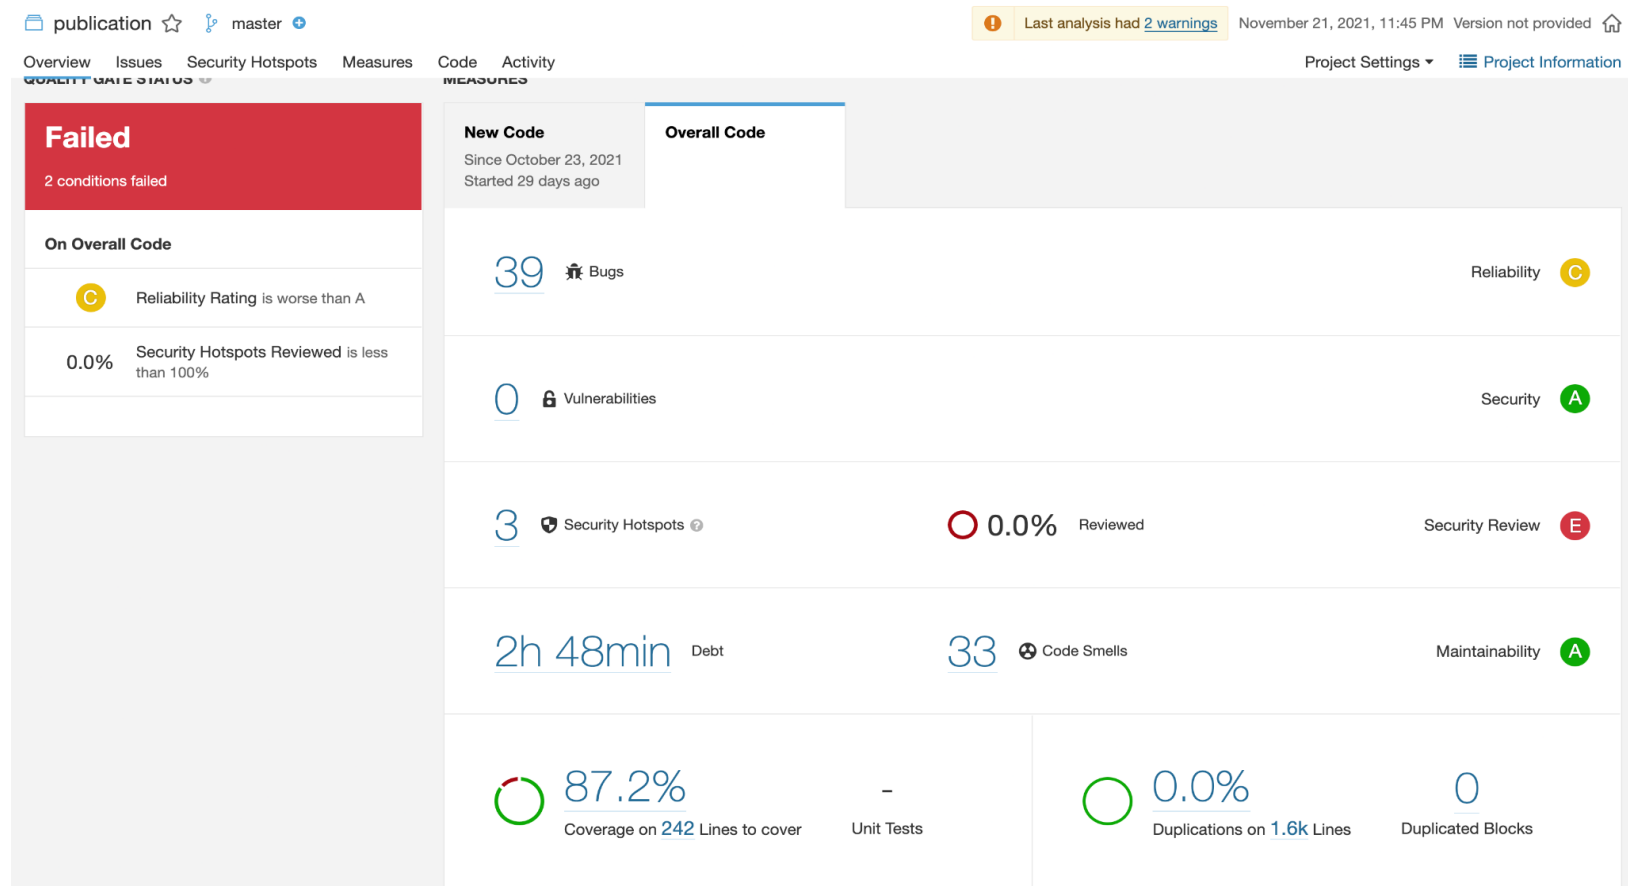 publication master Last analysis had 2 warnings November 21, 2021, 11:45 PM Version not provided
Overview Issues Security Hotspots Measures Code Activity Project Settings Project Information
QUALITY GATE STATUS
MEASURES
Failed
2 conditions failed
On Overall Code
C Reliability Rating is worse than A
0.0% Security Hotspots Reviewed is less
than 100%
New Code
Since October 23, 2021
Started 29 days ago
Overall Code
39 Bugs Reliability C
0 Vulnerabilities Security A
3 Security Hotspots ? 0.0% Reviewed Security Review E
2h 48min Debt 33 Code Smells Maintainability A
87.2%
Coverage on 242 Lines to cover
-
Unit Tests
0.0%
Duplications on 1.6k Lines
0
Duplicated Blocks